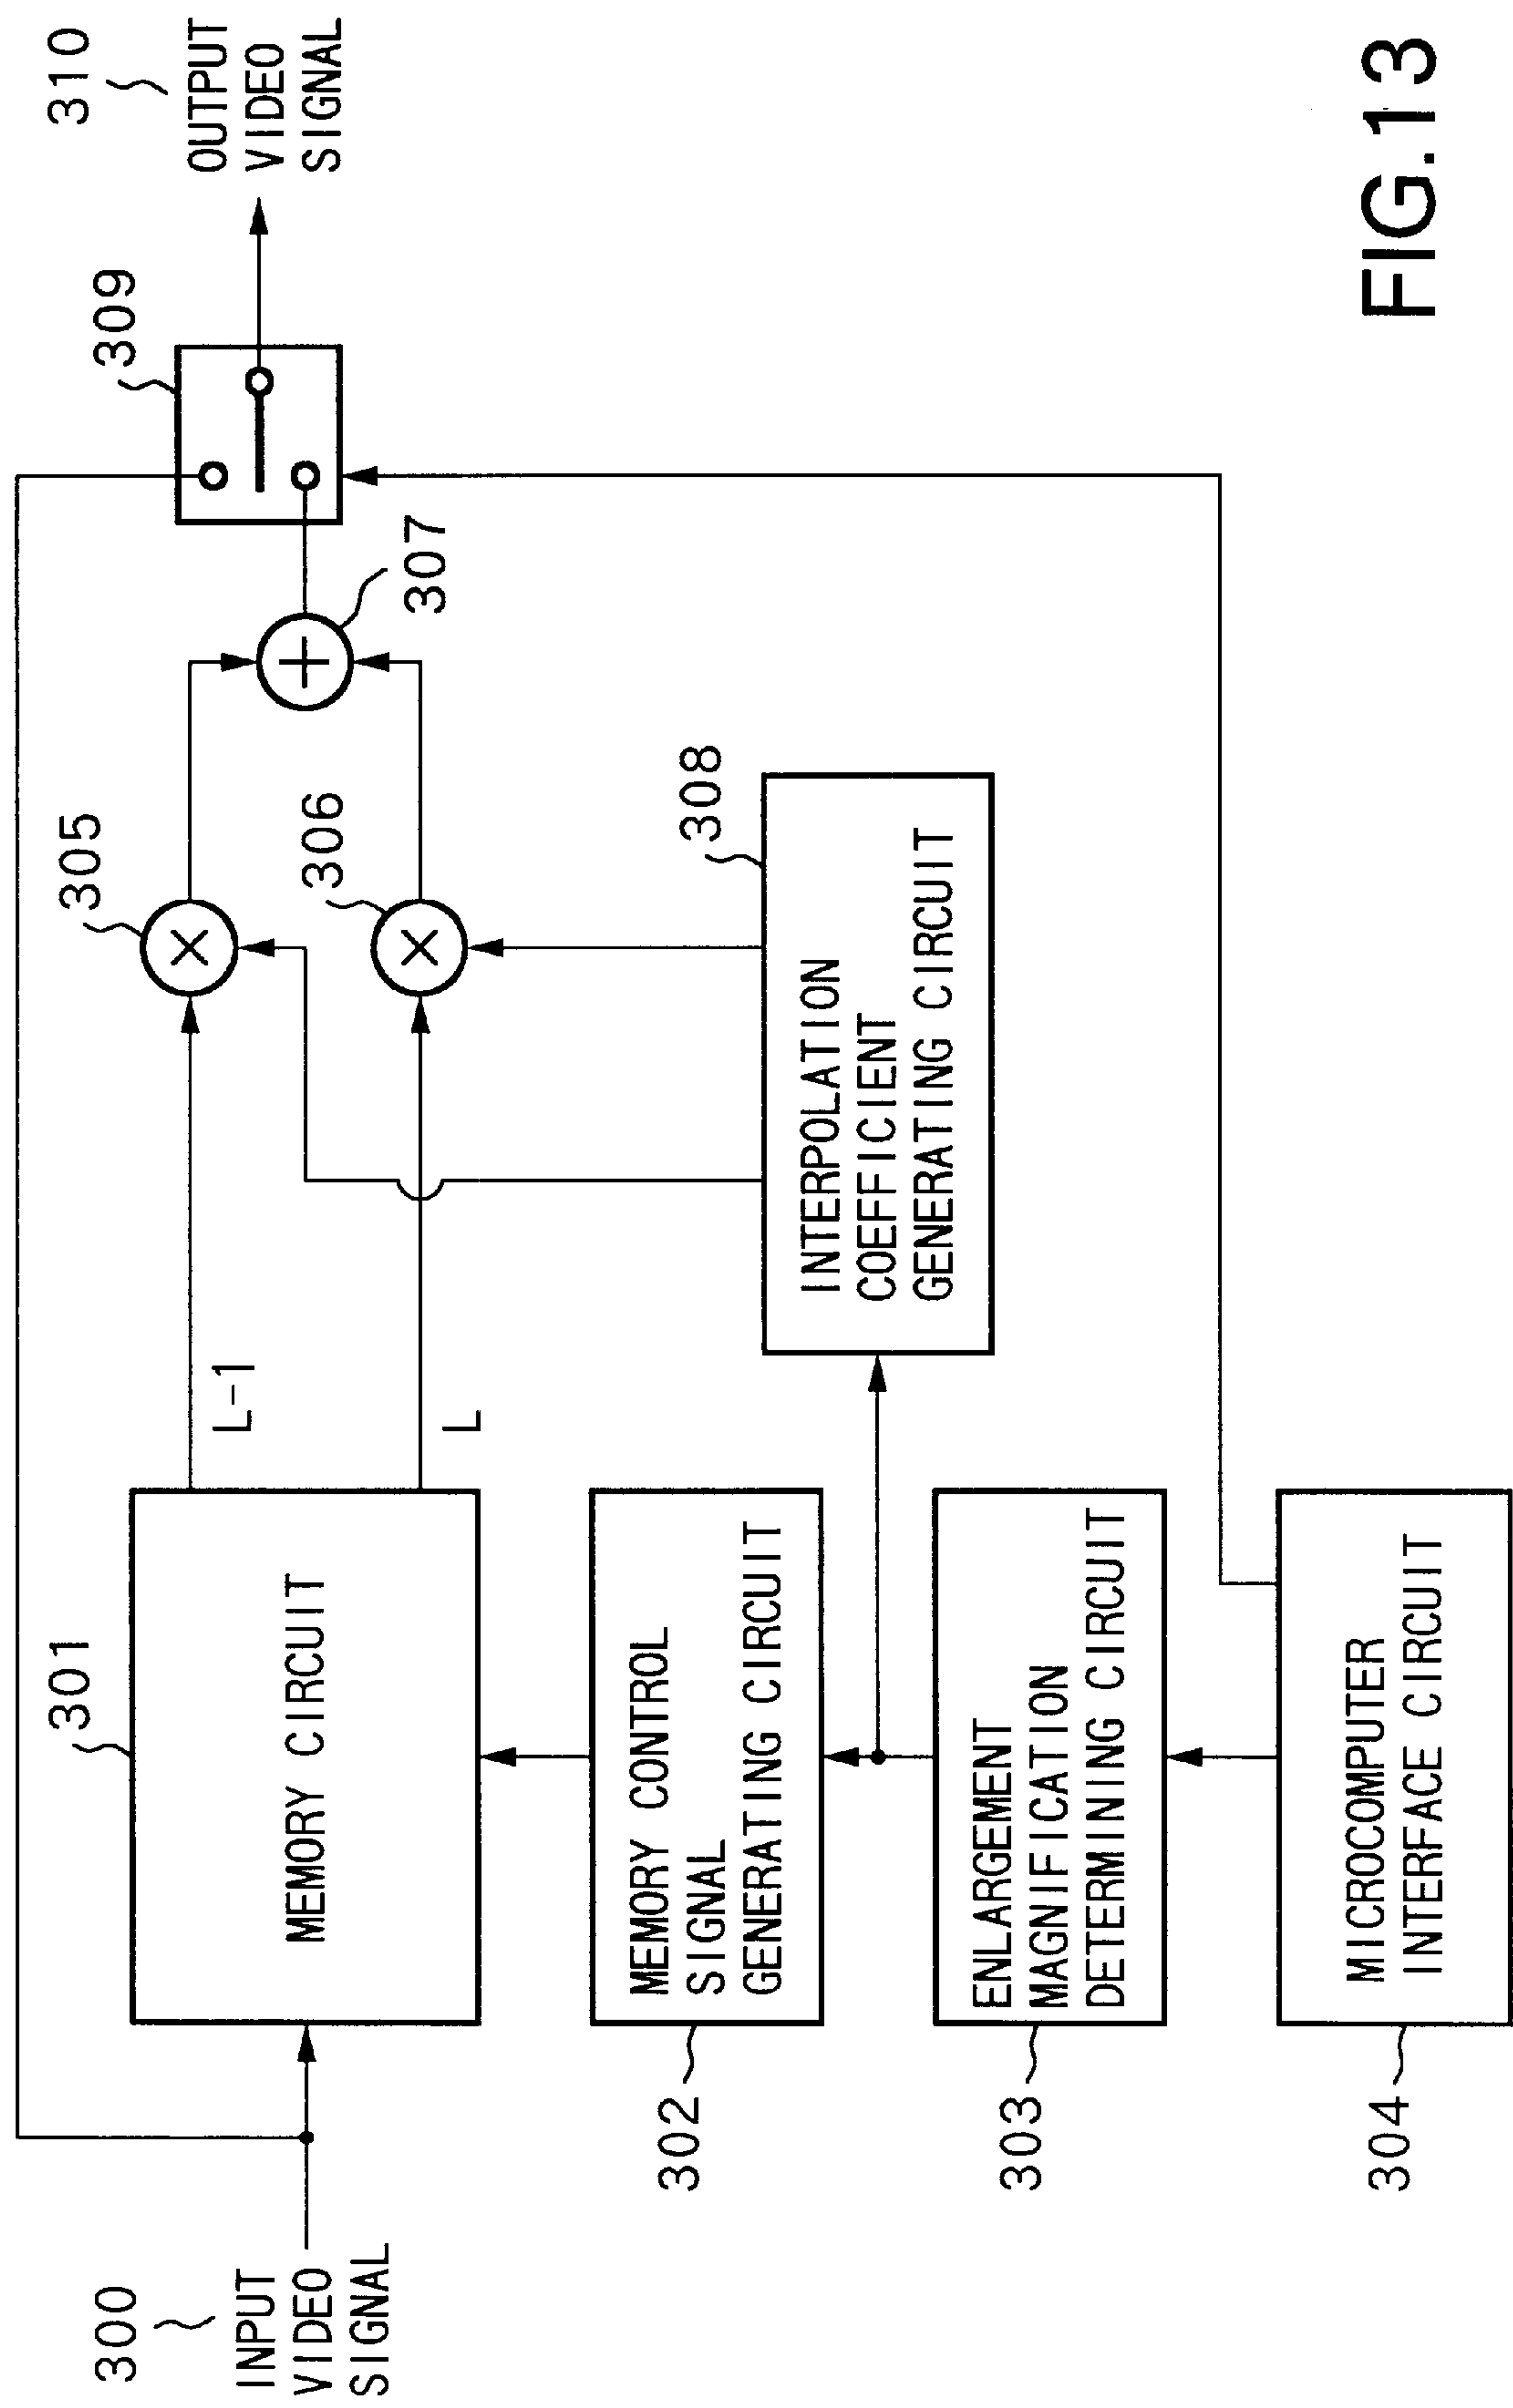 300
INPUT
VIDEO
SIGNAL
301
MEMORY CIRCUIT
L-1
L
305
306
307
309
310
OUTPUT
VIDEO
SIGNAL
302
MEMORY CONTROL
SIGNAL
GENERATING CIRCUIT
308
INTERPOLATION
COEFFICIENT
GENERATING CIRCUIT
303
ENLARGEMENT
MAGNIFICATION
DETERMINING CIRCUIT
304
MICROCOMPUTER
INTERFACE CIRCUIT
FIG.13